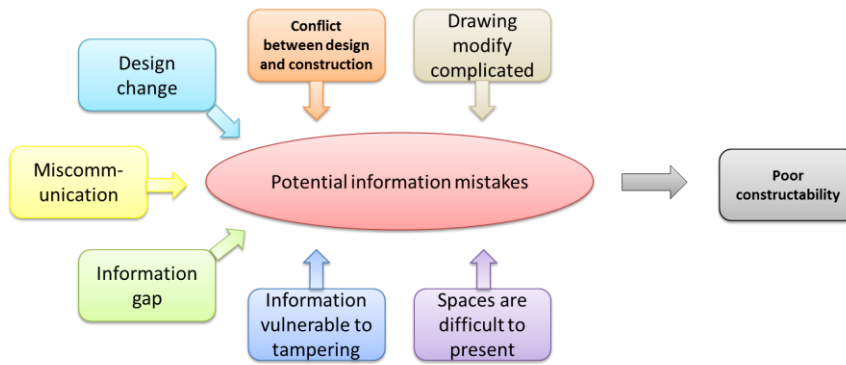 Design
change
Conflict
between design
and construction
Drawing
modify
complicated
Miscomm-
unication
Potential information mistakes
Poor
constructability
Information
gap
Information
vulnerable to
tampering
Spaces are
difficult to
present